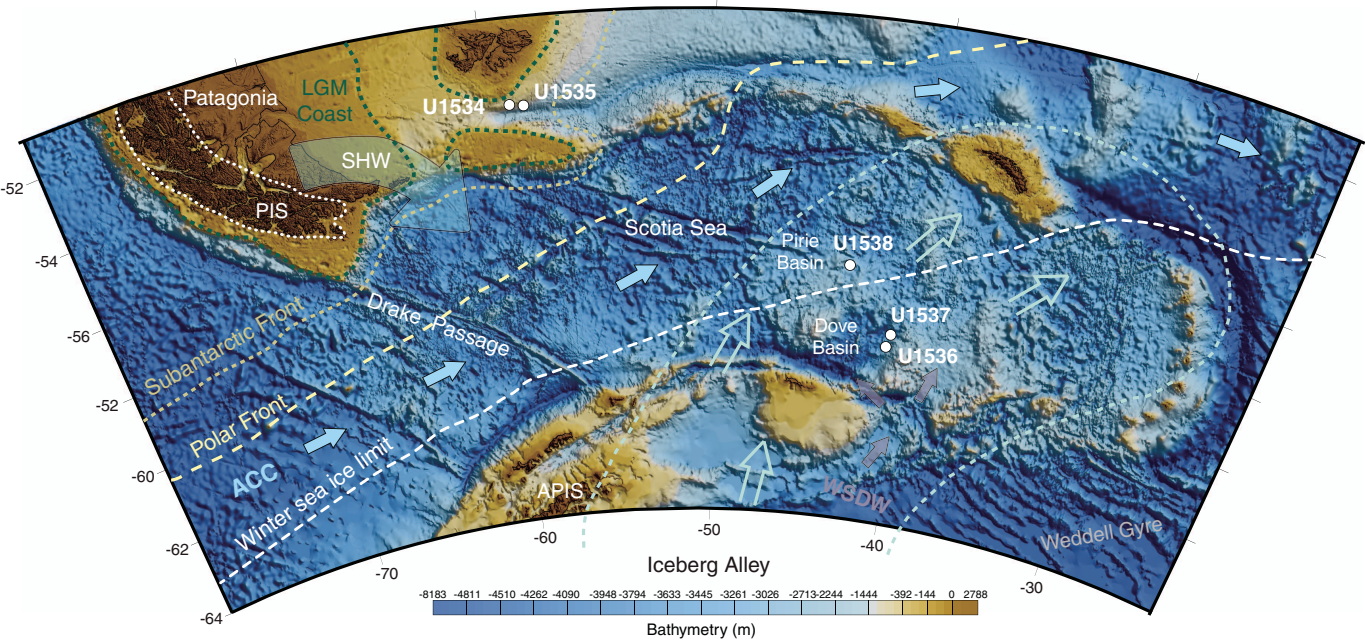 Patagonia
LGM
Coast
U1534
U1535
SHW
PIS
-52
-54
-56
-52
-60
-62
-64
Scotia Sea
Pirie
Basin
U1538
Drake Passage
Dove
Basin
U1537
U1536
Subantarctic Front
Polar Front
ACC
Winter sea ice limit
APIS
WSDW
Weddell Gyre
-70
-60
-50
-40
-30
Iceberg Alley
-8183 -4811 -4510 -4262 -4090 -3948 -3794 -3633 -3445 -3261 -3026 -2713 -2244 -1444 -392 -144 0 2788
Bathymetry (m)